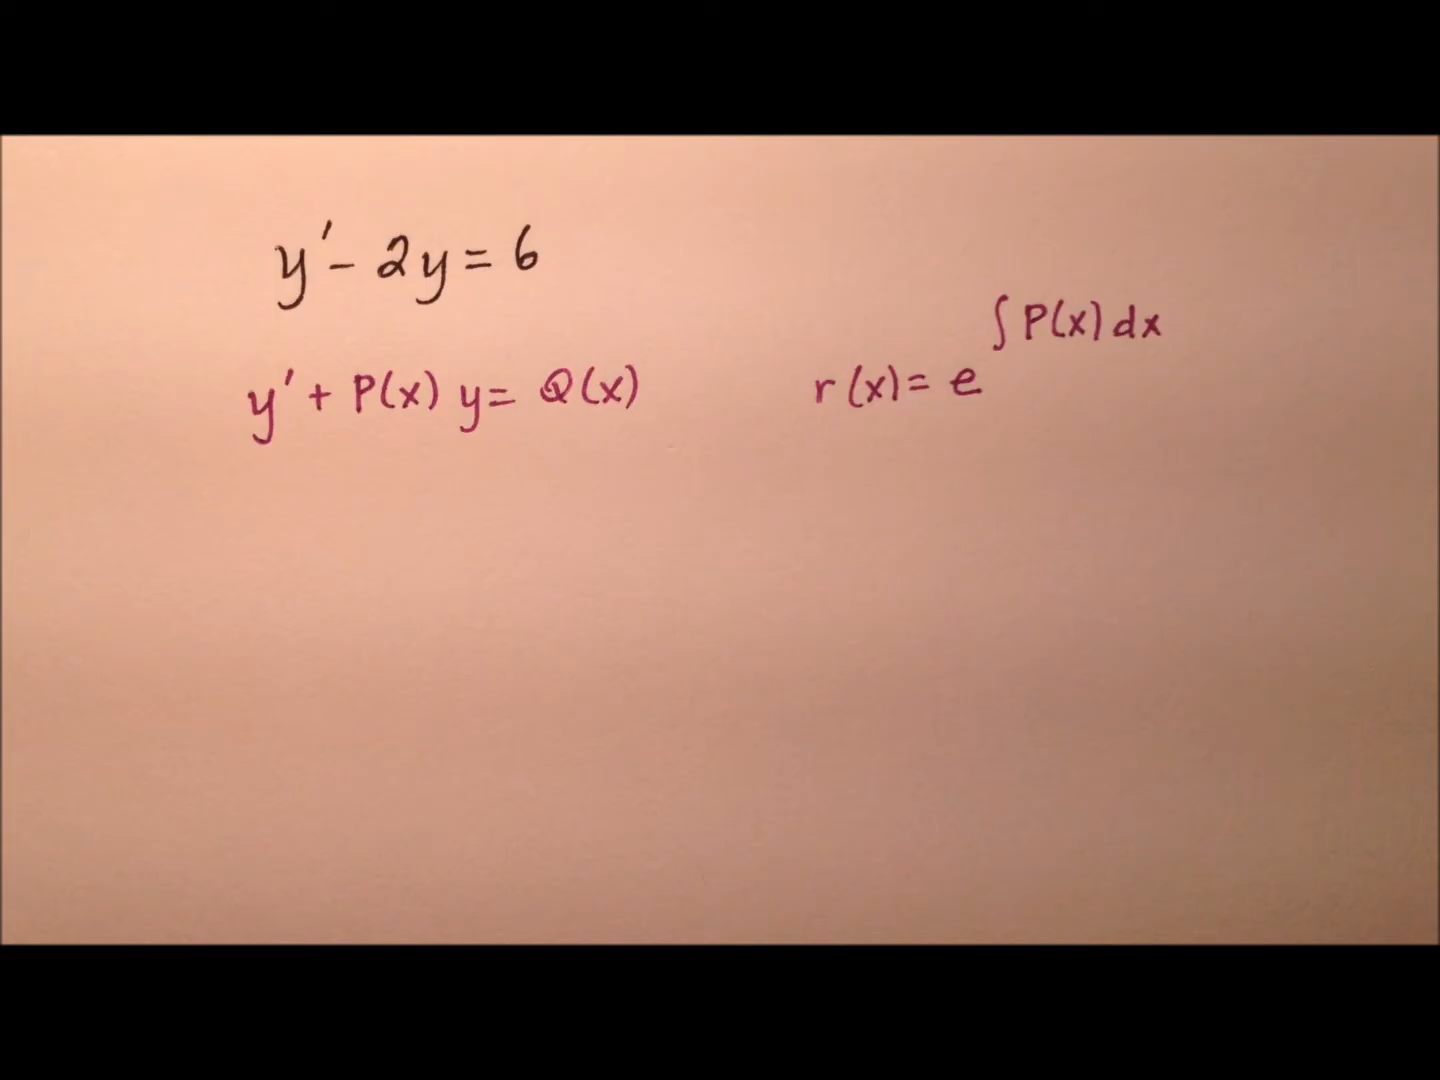 y' - 2y = 6
y' + P(x) y = Q(x)
r(x) = e^{∫P(x) dx}